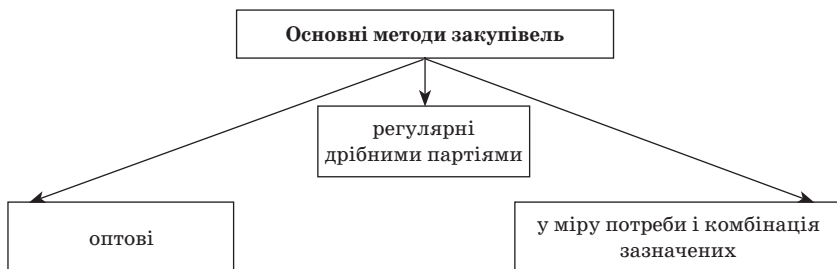 Основні методи закупівель
регулярні
дрібними партіями
оптові
у міру потреби і комбінація
зазначених